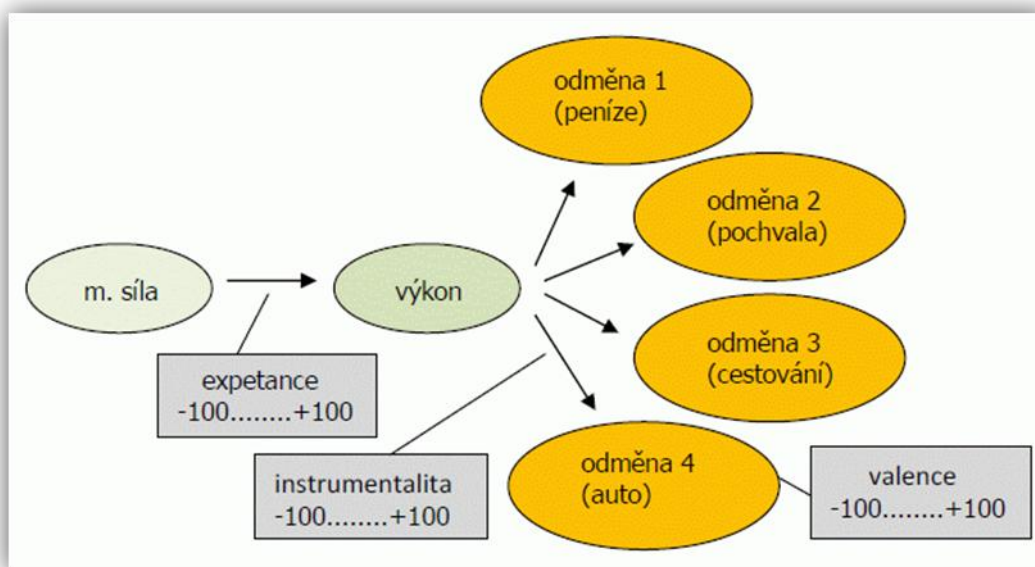 odměna 1
(peníze)
odměna 2
(pochvala)
m. síla
výkon
odměna 3
(cestování)
expetance
-100........+100
instrumentalita
-100........+100
odměna 4
(auto)
valence
-100........+100